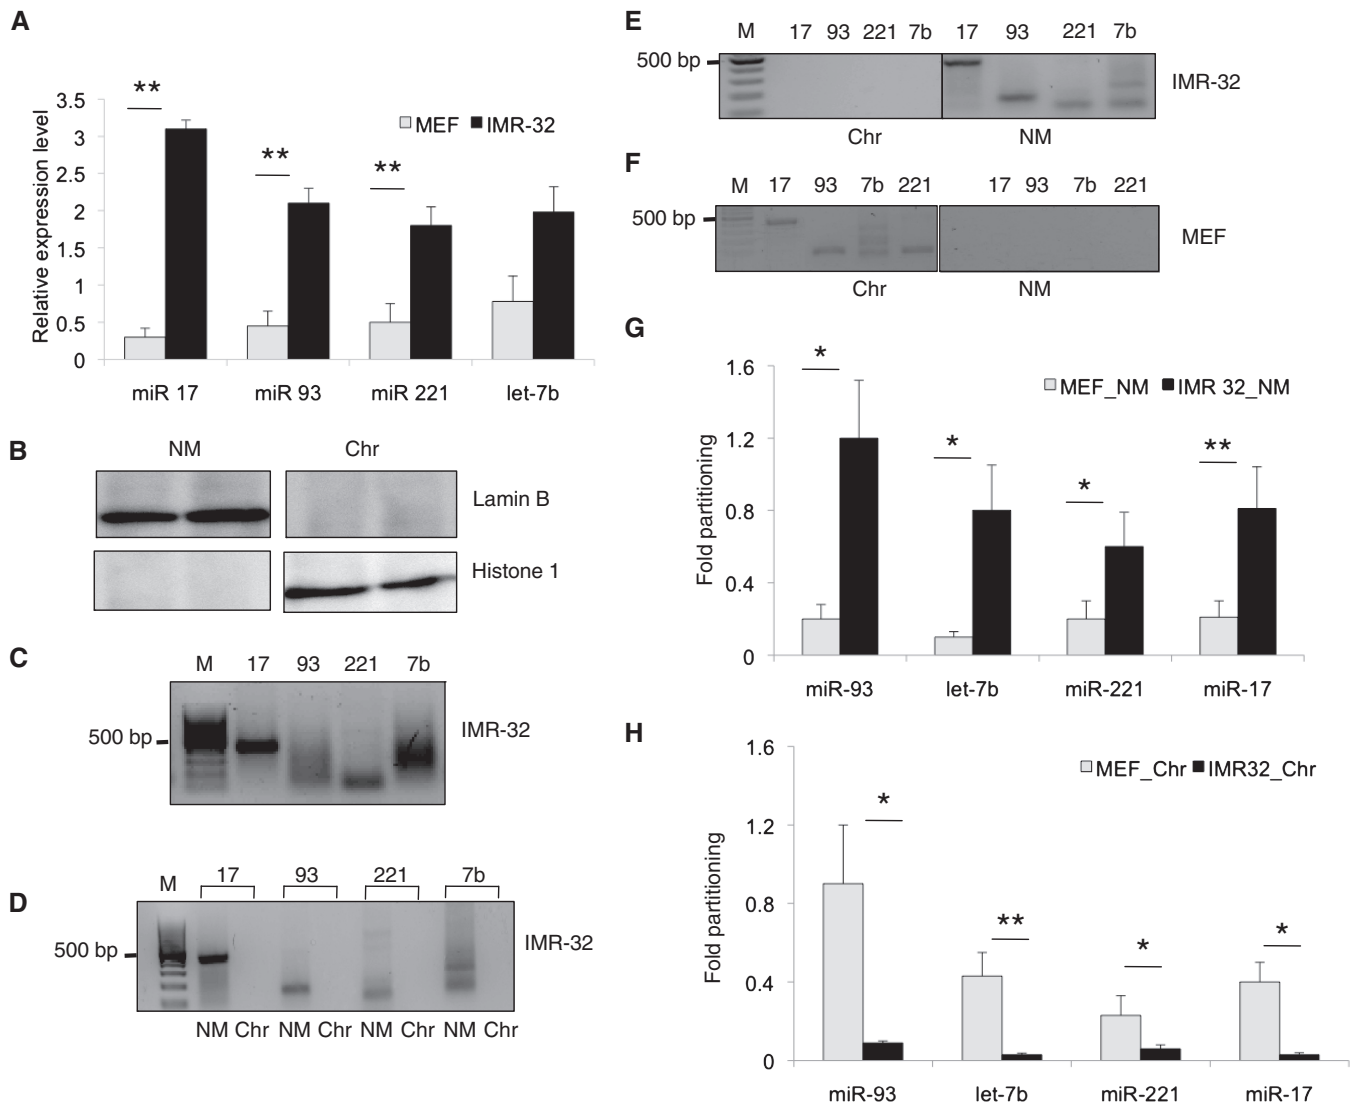 A
**
**
**
MEF IMR-32
Relative expression level
3.5
3
2.5
2
1.5
1
0.5
0
miR 17 miR 93 miR 221 let-7b
B
NM Chr
Lamin B
Histone 1
C
M 17 93 221 7b
500 bp
IMR-32
D
M 17 93 221 7b
500 bp
IMR-32
NM Chr NM Chr NM Chr NM Chr
E
M 17 93 221 7b 17 93 221 7b
500 bp
IMR-32
Chr NM
F
M 17 93 7b 221 17 93 7b 221
500 bp
MEF
Chr NM
G
*
*
*
**
MEF_NM IMR 32_NM
Fold partitioning
1.6
1.2
0.8
0.4
0
miR-93 let-7b miR-221 miR-17
H
*
**
*
*
MEF_Chr IMR32_Chr
Fold partitioning
1.6
1.2
0.8
0.4
0
miR-93 let-7b miR-221 miR-17